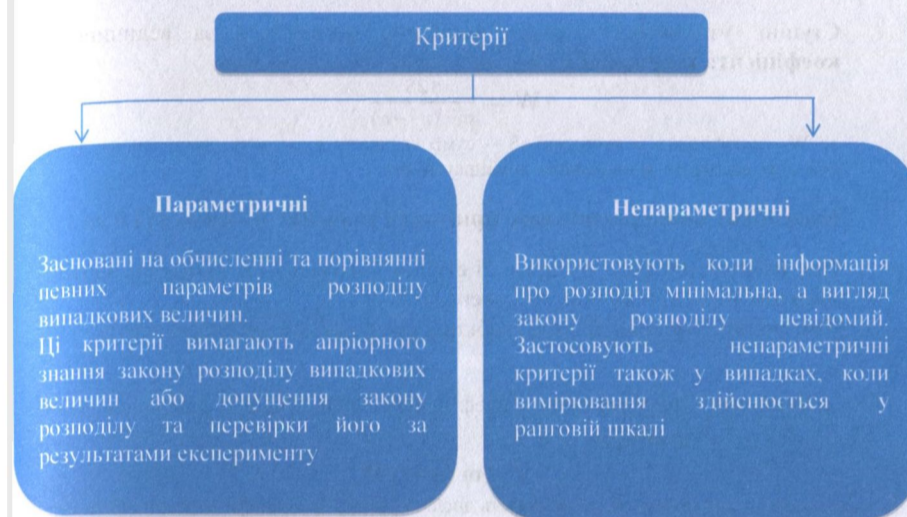 Критерії
Параметричні
Засновані на обчисленні та порівнянні
певних параметрів розподілу
випадкових величин.
Ці критерії вимагають апріорного
знання закону розподілу випадкових
величин або допущення закону
розподілу та перевірки його за
результатами експерименту
Непараметричні
Використовують коли інформація
про розподіл мінімальна, а вигляд
закону розподілу невідомий.
Застосовують непараметричні
критерії також у випадках, коли
вимірювання здійснюється у
ранговій шкалі